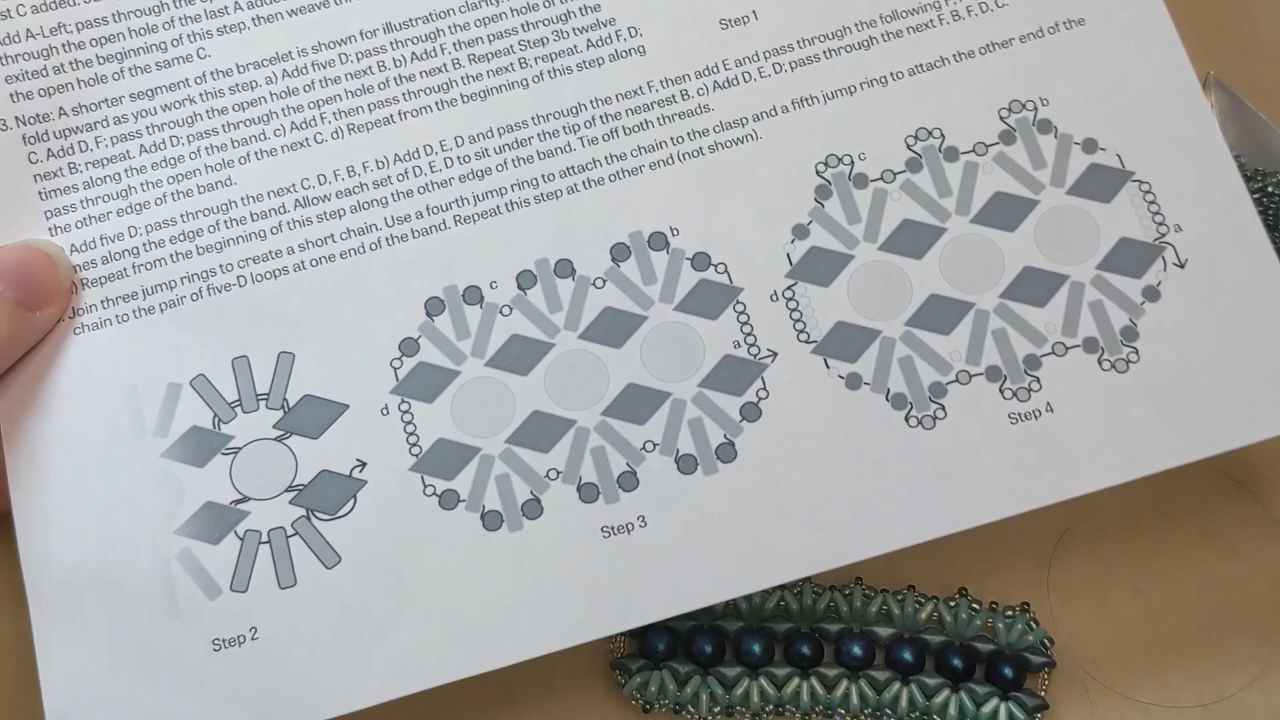 st C added.
dd A-Left; pass through the op
through the open hole of the last A adde
exited at the beginning of this step, then weave th
the open hole of the same C.
Step 1
3. Note: A shorter segment of the bracelet is shown for illustration clarity.
fold upward as you work this step. a) Add five D; pass through the open hole of th
C. Add D, F; pass through the open hole of the next B. b) Add F, then pass through the
next B; repeat. Add D; pass through the open hole of the next B. Repeat Step 3b twelve
times along the edge of the band. c) Add F, then pass through the next B; repeat. Add F, D;
pass through the open hole of the next C. d) Repeat from the beginning of this step along
the other edge of the band.
Add five D; pass through the next C, D, F, B, F. b) Add D, E, D and pass through the next F, then add E and pass through the following F,
nes along the edge of the band. Allow each set of D, E, D to sit under the tip of the nearest B. c) Add D, E, D; pass through the next F, B, F, D, C.
) Repeat from the beginning of this step along the other edge of the band. Tie off both threads.
Join three jump rings to create a short chain. Use a fourth jump ring to attach the chain to the clasp and a fifth jump ring to attach the other end of the
chain to the pair of five-D loops at one end of the band. Repeat this step at the other end (not shown).
b
c
a
d
Step 4
b
c
a
d
Step 3
Step 2